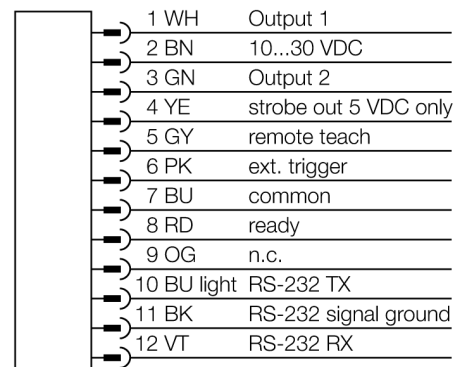 1 WH Output 1
2 BN 10...30 VDC
3 GN Output 2
4 YE strobe out 5 VDC only
5 GY remote teach
6 PK ext. trigger
7 BU common
8 RD ready
9 OG n.c.
10 BU light RS-232 TX
11 BK RS-232 signal ground
12 VT RS-232 RX